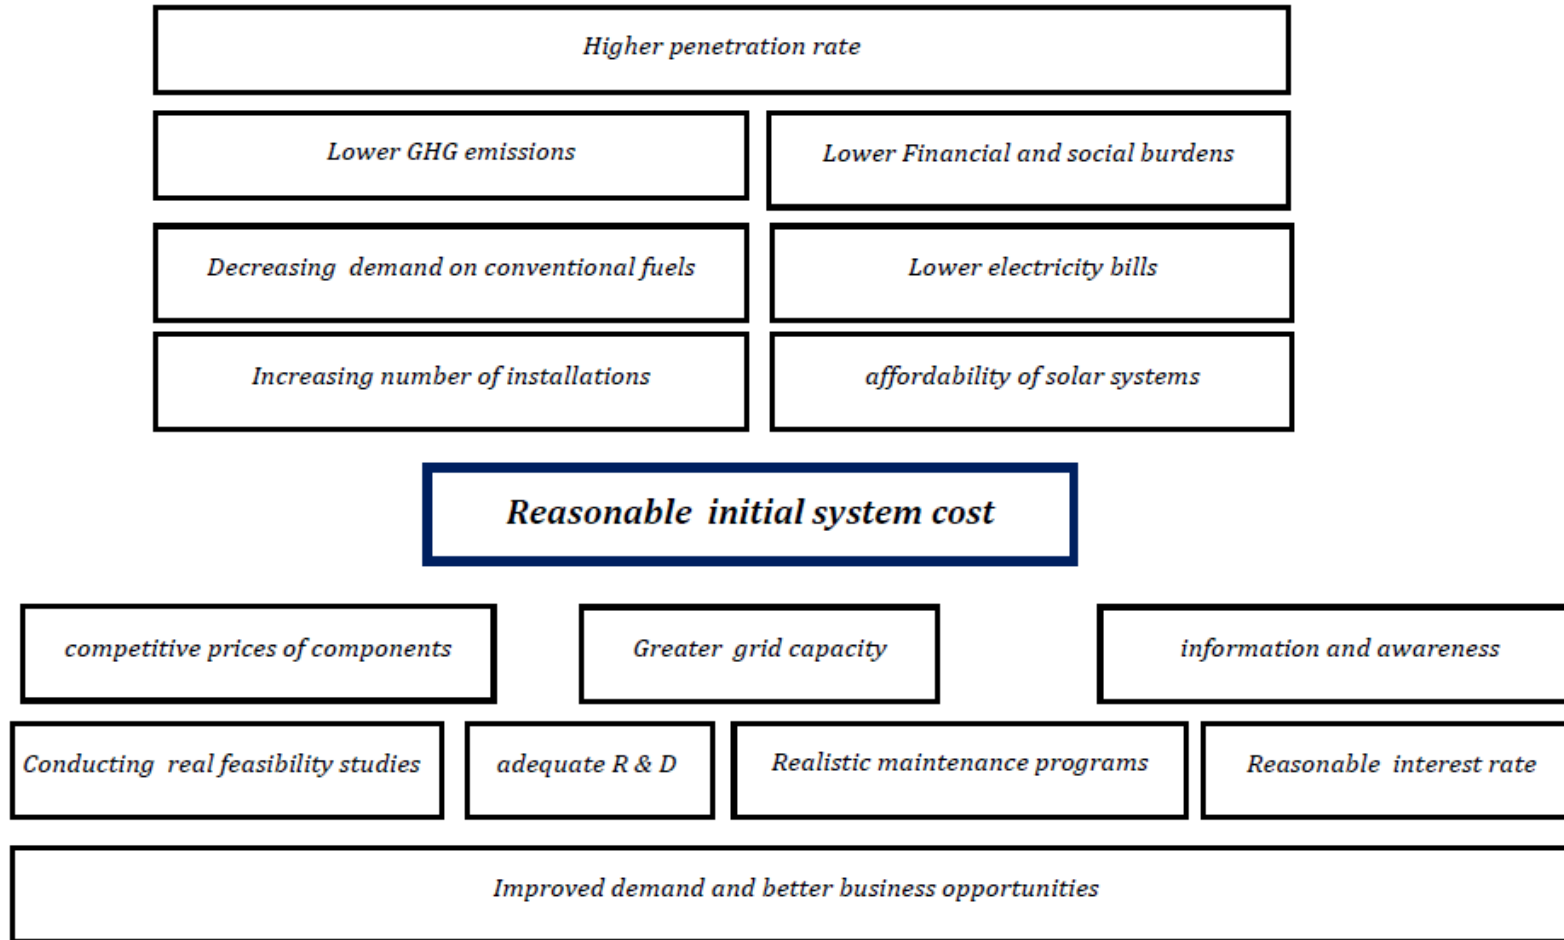 Higher penetration rate
Lower GHG emissions
Lower Financial and social burdens
Decreasing demand on conventional fuels
Lower electricity bills
Increasing number of installations
affordability of solar systems
Reasonable initial system cost
competitive prices of components
Greater grid capacity
information and awareness
Conducting real feasibility studies
adequate R & D
Realistic maintenance programs
Reasonable interest rate
Improved demand and better business opportunities